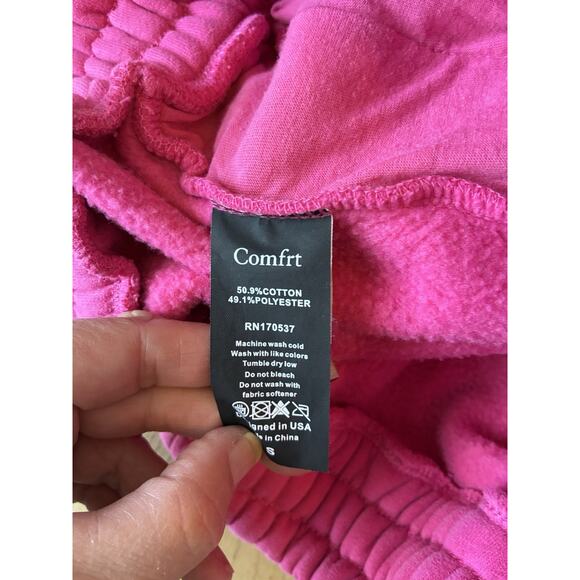 Comfrt
50.9%COTTON
49.1%POLYESTER
RN170537
Machine wash cold
Wash with like colors
Tumble dry low
Do not bleach
Do not wash with
fabric softener
igned in USA
in China
S